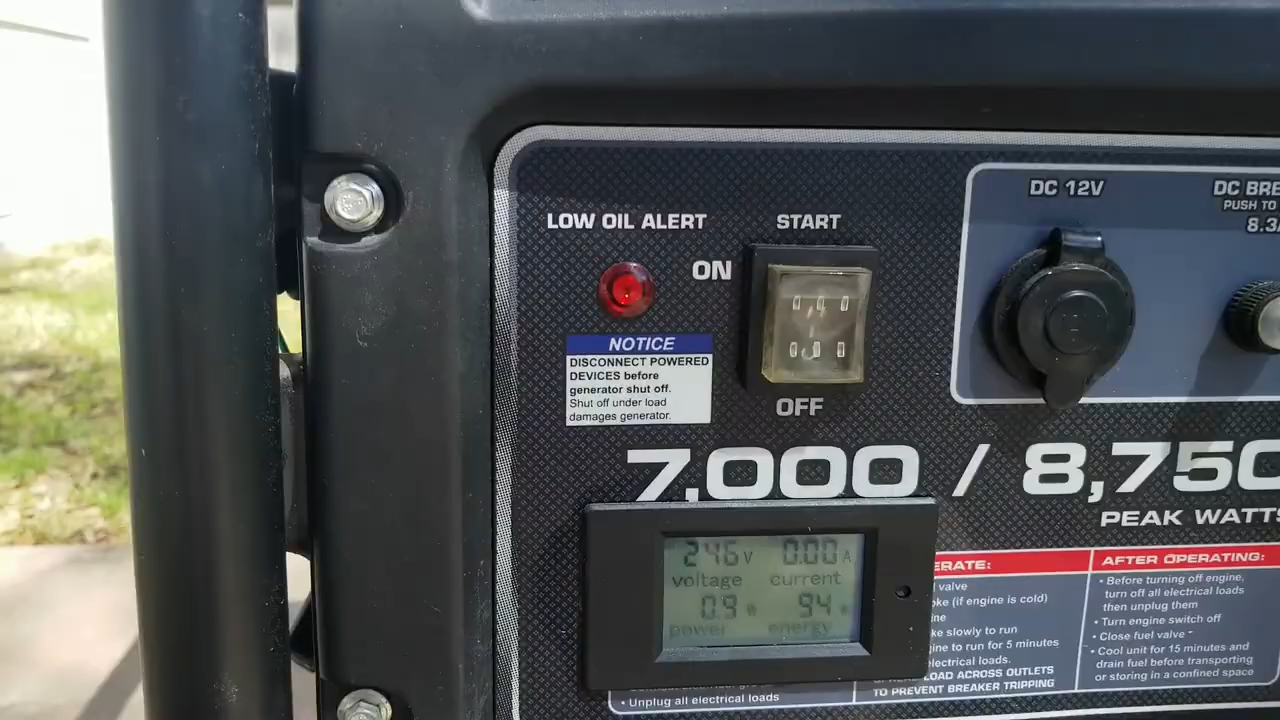 LOW OIL ALERT
START
ON
OFF
NOTICE
DISCONNECT POWERED
DEVICES before
generator shut off.
Shut off under load
damages generator.
DC 12V
DC BRE
PUSH TO
8.3
7,000 / 8,750
PEAK WATTS
246 V
0.00 A
voltage
current
0.9
94
power
energy
ERATE:
valve
oke (if engine is cold)
ine
ke slowly to run
gine to run for 5 minutes
electrical loads.
LOAD ACROSS OUTLETS
TO PREVENT BREAKER TRIPPING
• Unplug all electrical loads
AFTER OPERATING:
• Before turning off engine,
turn off all electrical loads
then unplug them
• Turn engine switch off
• Close fuel valve
• Cool unit for 15 minutes and
drain fuel before transporting
or storing in a confined space